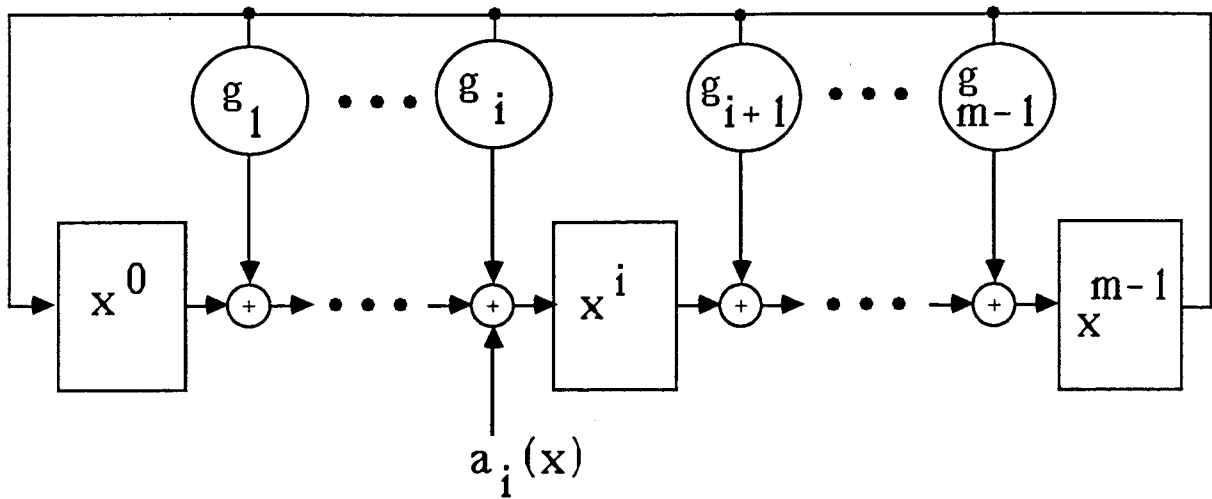 g₁ • • • gᵢ gᵢ₊₁ • • • gₘ₋₁
x⁰ + • • • + xⁱ + • • • + xᵐ⁻¹
aᵢ(x)